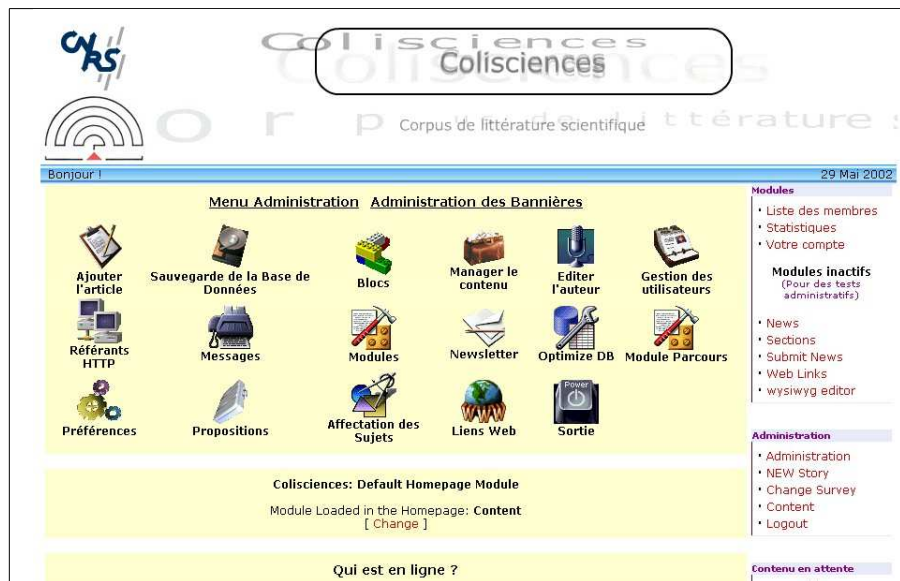 CNRS
Colisciences
Colisciences
Colisciences
Corpus de littérature scientifique
Bonjour !
29 Mai 2002
Menu Administration Administration des Bannières
Ajouter l'article
Sauvegarde de la Base de Données
Blocs
Manager le contenu
Editer l'auteur
Gestion des utilisateurs
Référants HTTP
Messages
Modules
Newsletter
Optimize DB
Module Parcours
Préférences
Propositions
Affectation des Sujets
Liens Web
Power
Sortie
Colisciences: Default Homepage Module
Module Loaded in the Homepage: Content
[ Change ]
Qui est en ligne ?
Modules
· Liste des membres
· Statistiques
· Votre compte
Modules inactifs
(Pour des tests
administratifs)
· News
· Sections
· Submit News
· Web Links
· wysiwyg editor
Administration
· Administration
· NEW Story
· Change Survey
· Content
· Logout
Contenu en attente